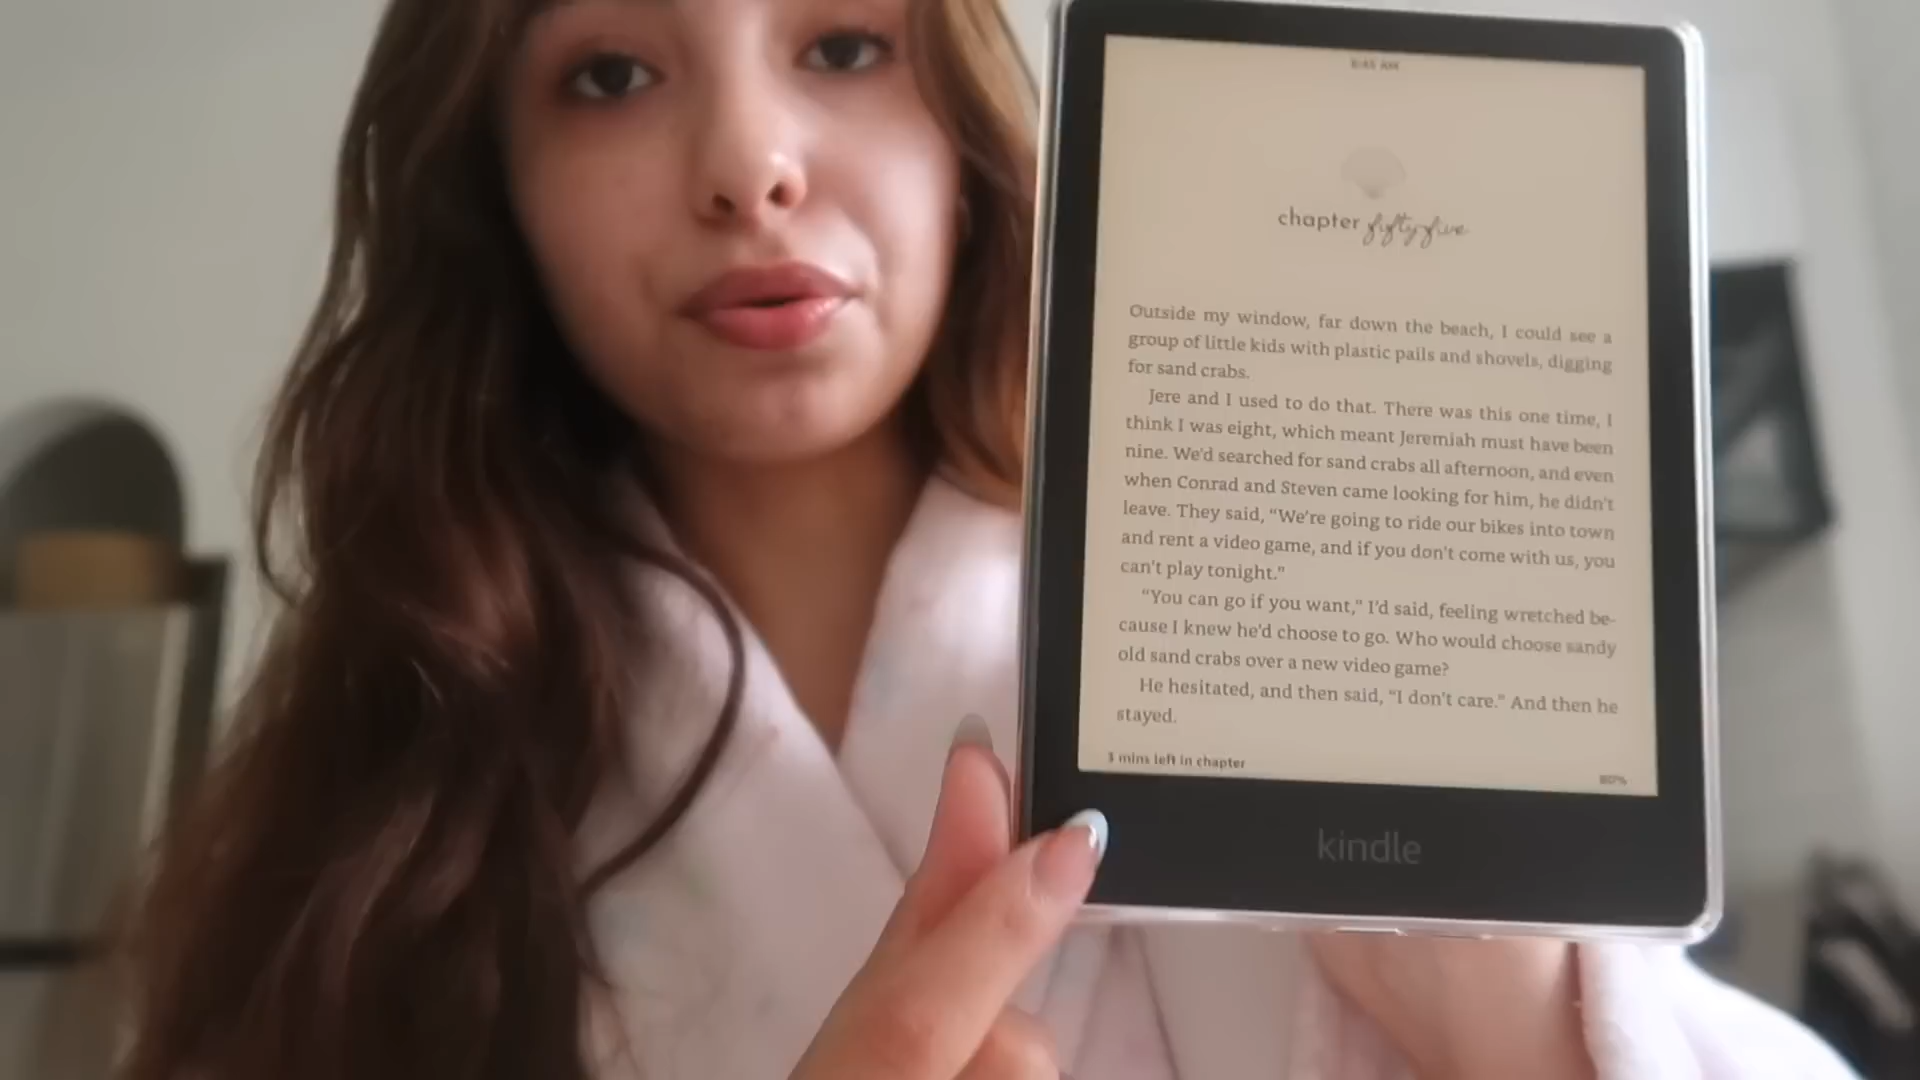 8:45 AM
chapter fifty-five
Outside my window, far down the beach, I could see a
group of little kids with plastic pails and shovels, digging
for sand crabs.
Jere and I used to do that. There was this one time, I
think I was eight, which meant Jeremiah must have been
nine. We'd searched for sand crabs all afternoon, and even
when Conrad and Steven came looking for him, he didn't
leave. They said, “We're going to ride our bikes into town
and rent a video game, and if you don't come with us, you
can't play tonight.”
“You can go if you want,” I'd said, feeling wretched be-
cause I knew he'd choose to go. Who would choose sandy
old sand crabs over a new video game?
He hesitated, and then said, “I don't care.” And then he
stayed.
3 mins left in chapter
80%
kindle